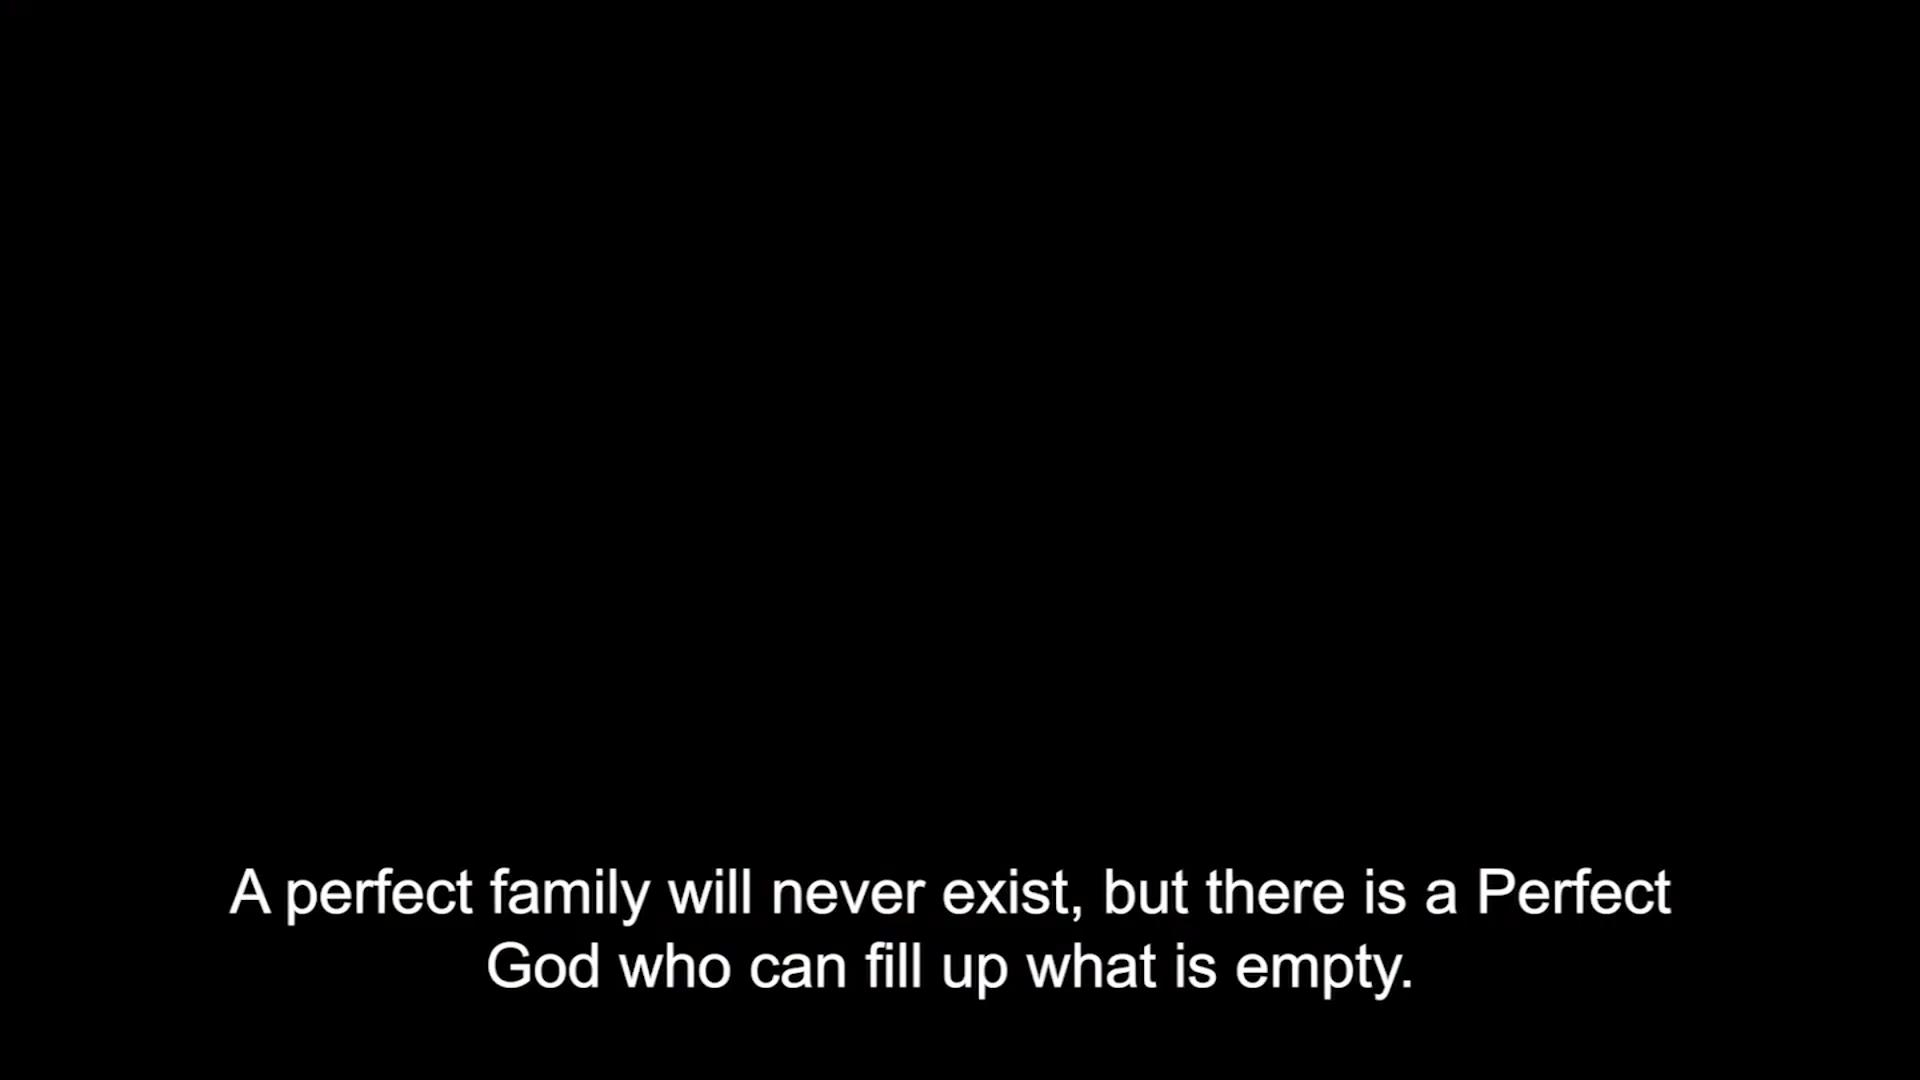 A perfect family will never exist, but there is a Perfect
God who can fill up what is empty.